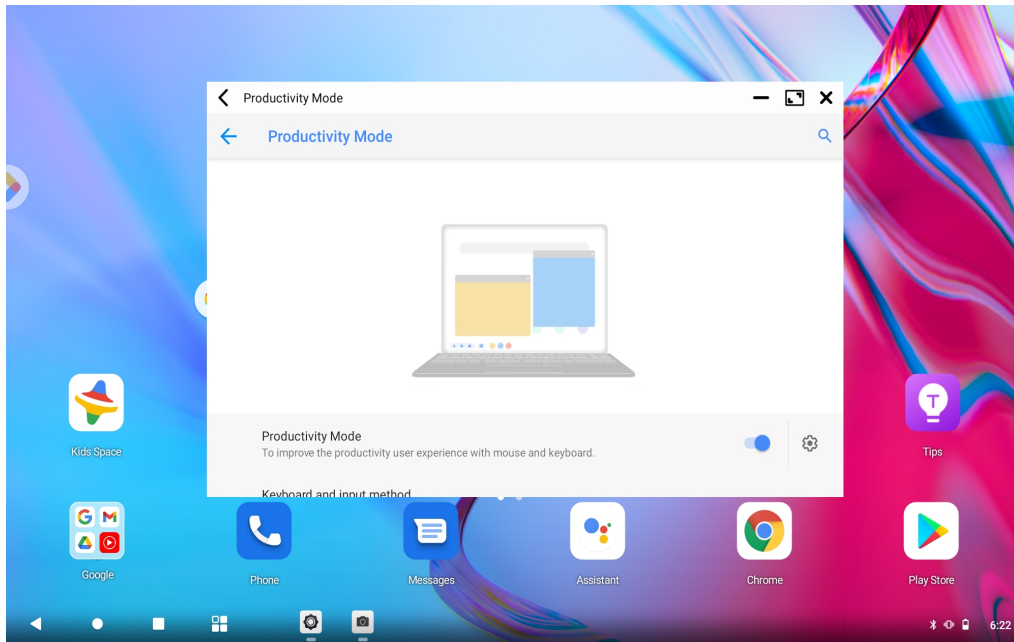 Productivity Mode
Productivity Mode
Productivity Mode
To improve the productivity user experience with mouse and keyboard.
Keyboard and input method
Kids Space
T
Tips
G M
Google
Phone
Messages
Assistant
Chrome
Play Store
6:22